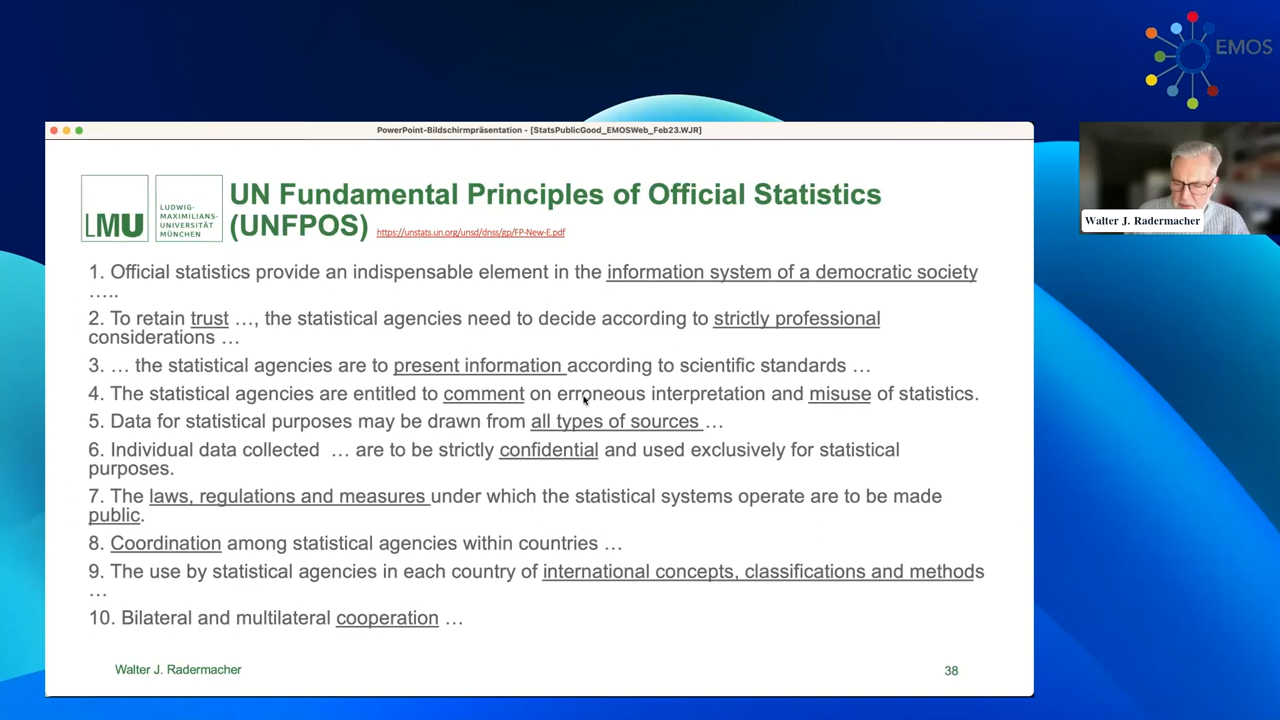 EMOS
PowerPoint-Bildschirmpräsentation - [StatsPublicGood_EMOSWeb_Feb23.WJR]
LMU
LUDWIG-
MAXIMILIANS-
UNIVERSITÄT
MÜNCHEN
UN Fundamental Principles of Official Statistics
(UNFPOS) https://unstats.un.org/unsd/dnss/gp/FP-New-E.pdf
Walter J. Radermacher
1. Official statistics provide an indispensable element in the information system of a democratic society
…..
2. To retain trust …, the statistical agencies need to decide according to strictly professional
considerations …
3. … the statistical agencies are to present information according to scientific standards …
4. The statistical agencies are entitled to comment on erroneous interpretation and misuse of statistics.
5. Data for statistical purposes may be drawn from all types of sources …
6. Individual data collected … are to be strictly confidential and used exclusively for statistical
purposes.
7. The laws, regulations and measures under which the statistical systems operate are to be made
public.
8. Coordination among statistical agencies within countries …
9. The use by statistical agencies in each country of international concepts, classifications and methods
…
10. Bilateral and multilateral cooperation …
Walter J. Radermacher
38